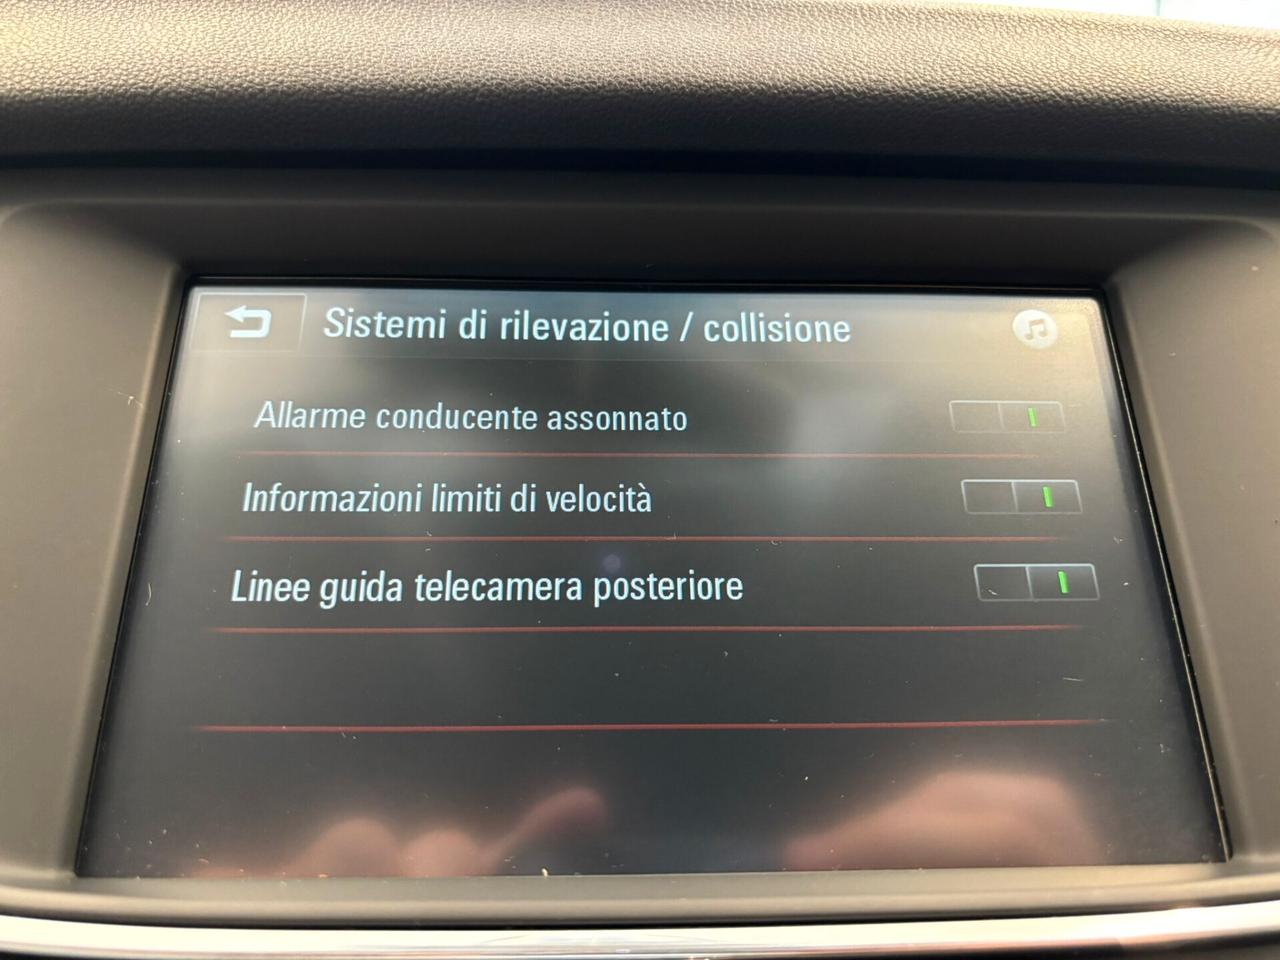 Sistemi di rilevazione / collisione
Allarme conducente assonnato
Informazioni limiti di velocità
Linee guida telecamera posteriore